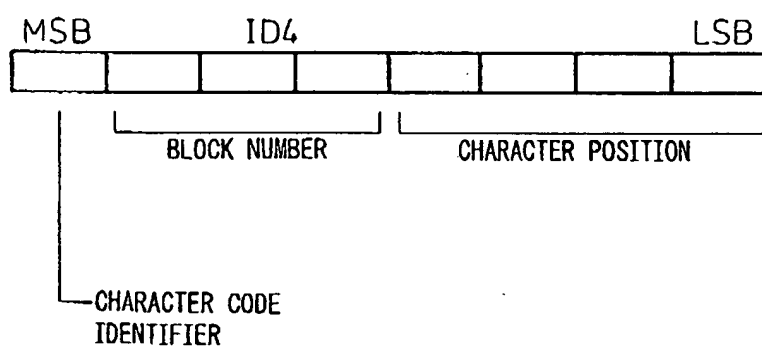 MSB ID4 LSB
BLOCK NUMBER CHARACTER POSITION
CHARACTER CODE
IDENTIFIER